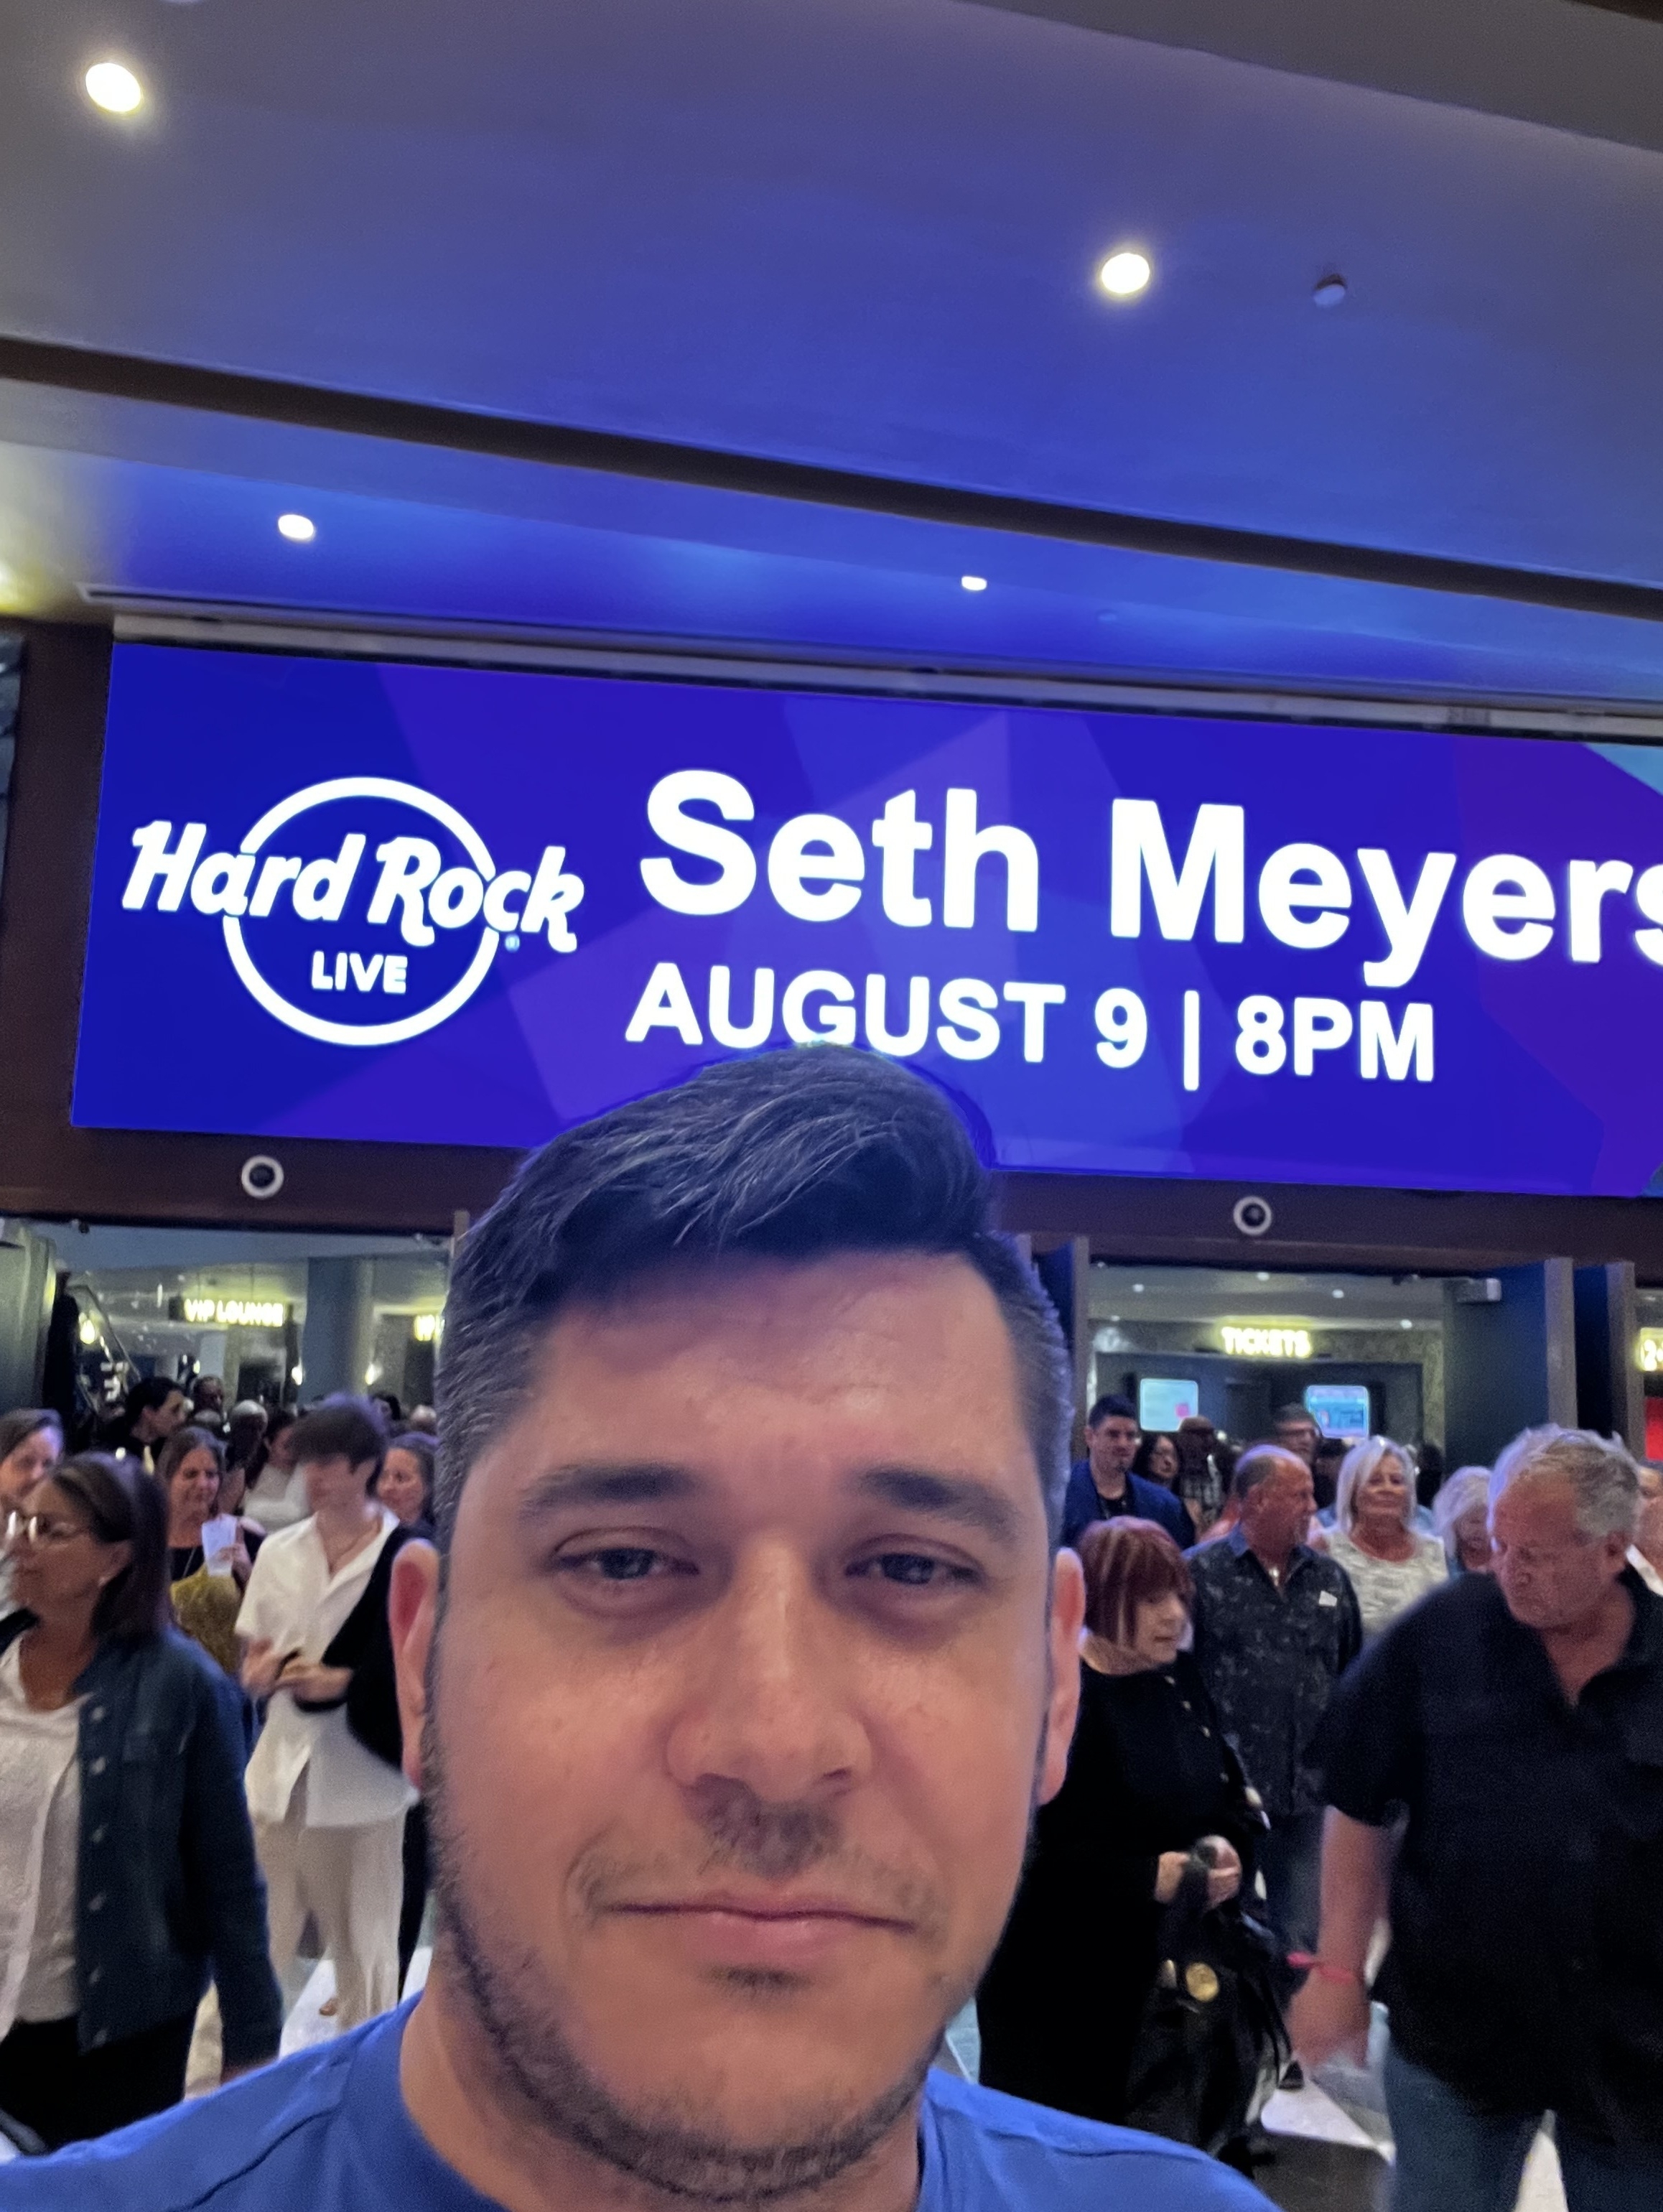 Hard Rock
LIVE
Seth Meyers
AUGUST 9 | 8PM
VIP LOUNGE
TICKETS